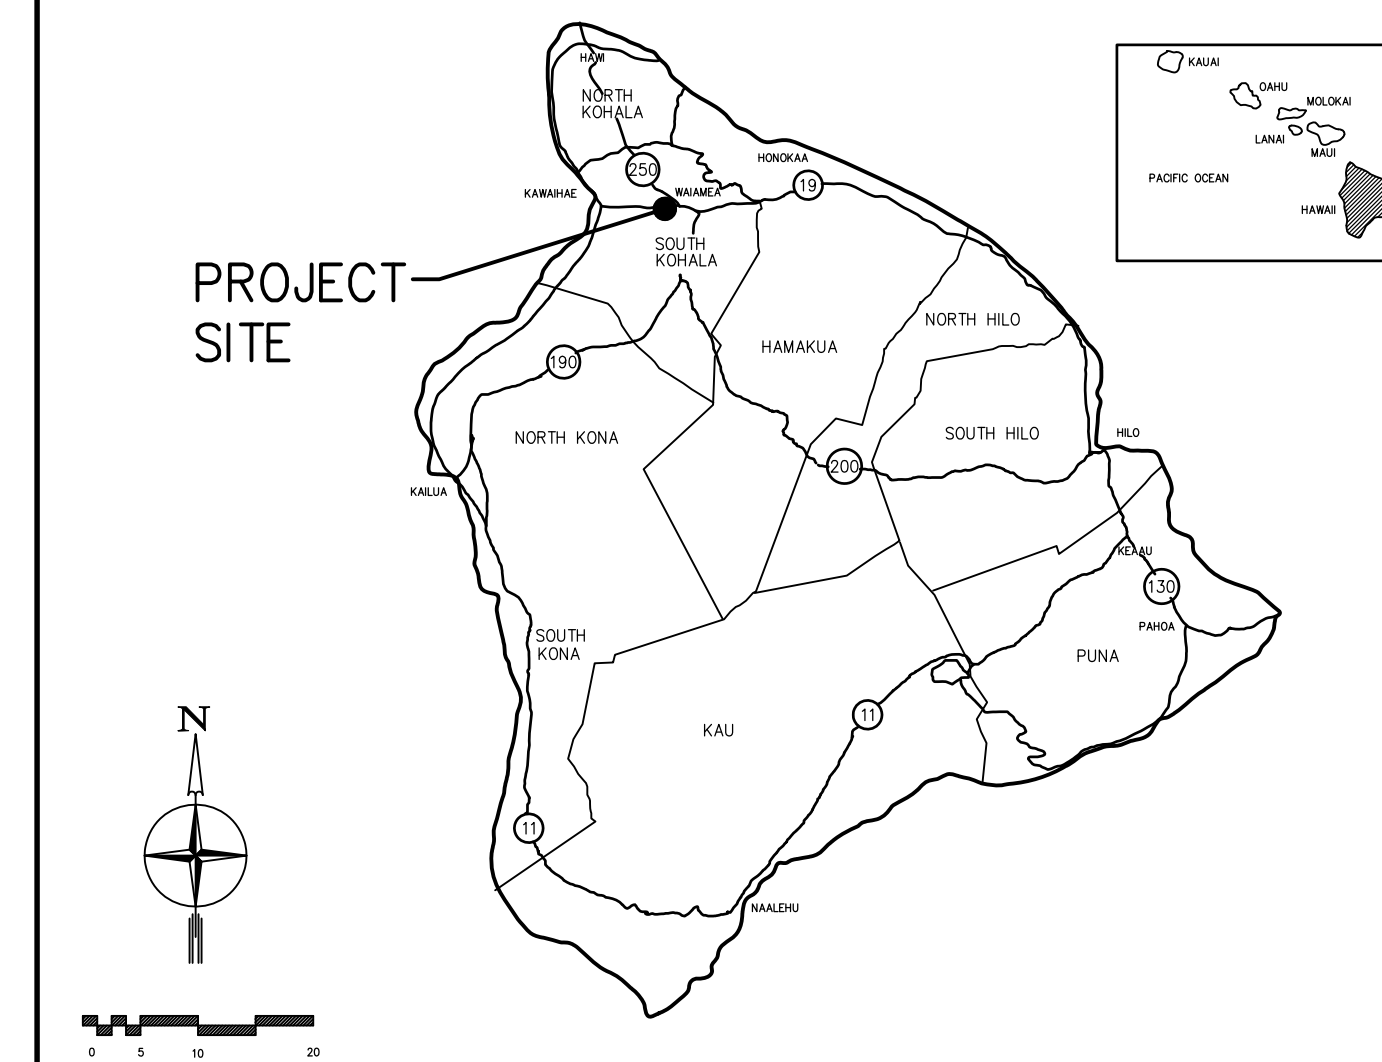 HAWI
NORTH
KOHALA
250
KAWAIHAE
WAIAMEA
HONOKAA
19
SOUTH
KOHALA
PROJECT
SITE
190
HAMAKUA
NORTH HILO
NORTH KONA
SOUTH HILO
HILO
200
KAILUA
KEAAU
130
PAHOA
SOUTH
KONA
PUNA
KAU
11
11
NAALEHU
KAUAI
OAHU
MOLOKAI
LANAI
MAUI
PACIFIC OCEAN
HAWAII
N
0 5 10 20